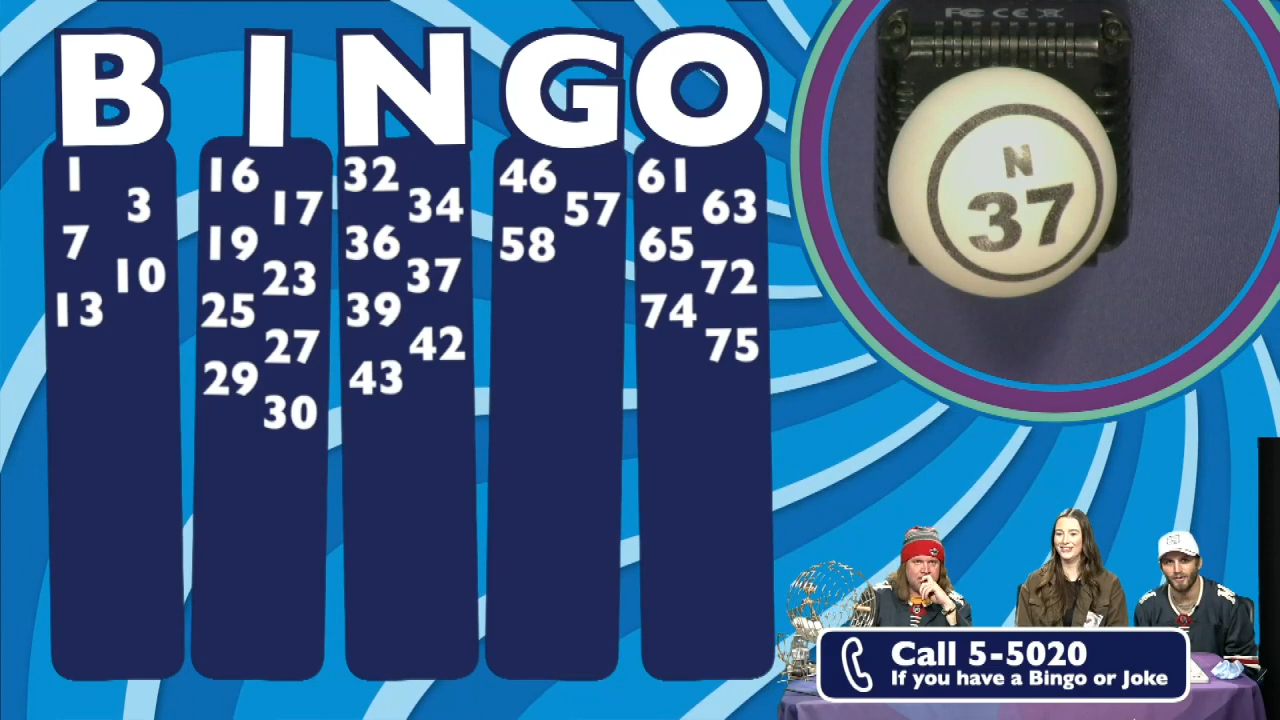 BINGO
1 16 32 46 61
3 17 34 57 63
7 19 36 58 65
10 23 37 72
13 25 39 74
27 42 75
29 43
30
FC CE
N
37
Call 5-5020
If you have a Bingo or Joke